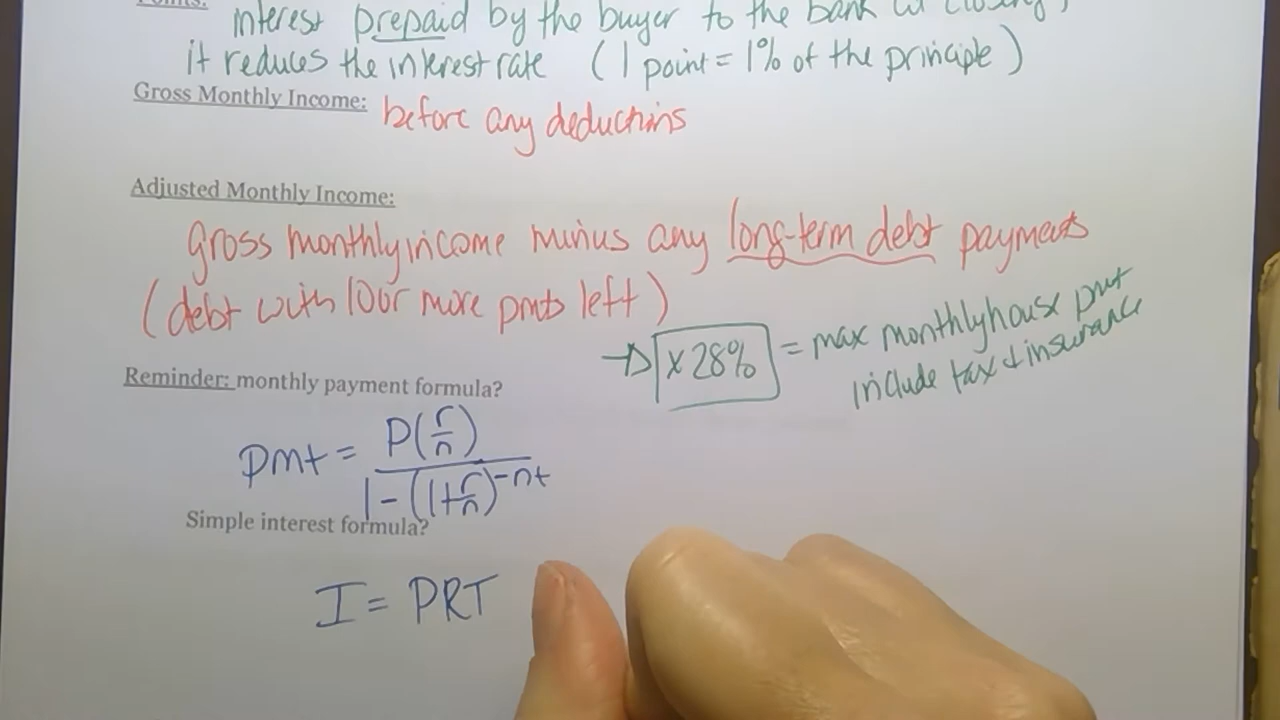 Points:
interest prepaid by the buyer to the bank at closing,
it reduces the interest rate (1 point = 1% of the principle)
Gross Monthly Income: before any deductions
Adjusted Monthly Income:
gross monthly income minus any long-term debt payments
(debt with 10 or more pmts left)
→ x 28% = max monthly house pmt
include tax & insurance
Reminder: monthly payment formula?
pmt = P(r/n) / 1-(1+r/n)^-nt
Simple interest formula?
I = PRT